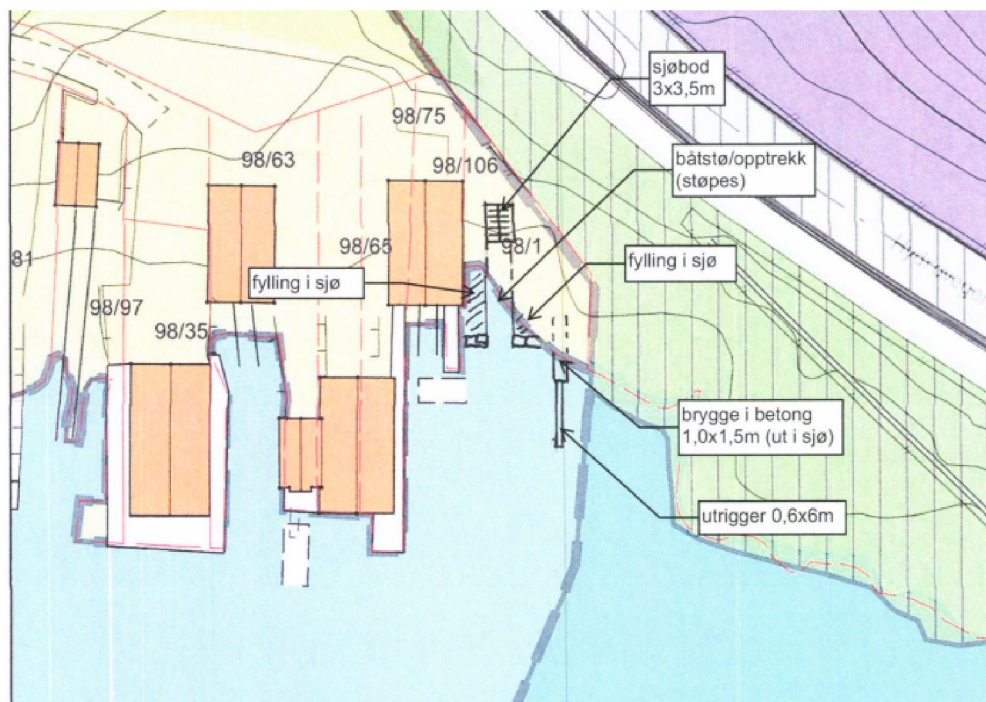 sjøbod
3x3,5m
98/75
98/63
98/106
båtstø/opptrekk
(støpes)
98/65
98/1
fylling i sjø
81
fylling i sjø
98/97
98/35
brygge i betong
1,0x1,5m (ut i sjø)
utrigger 0,6x6m